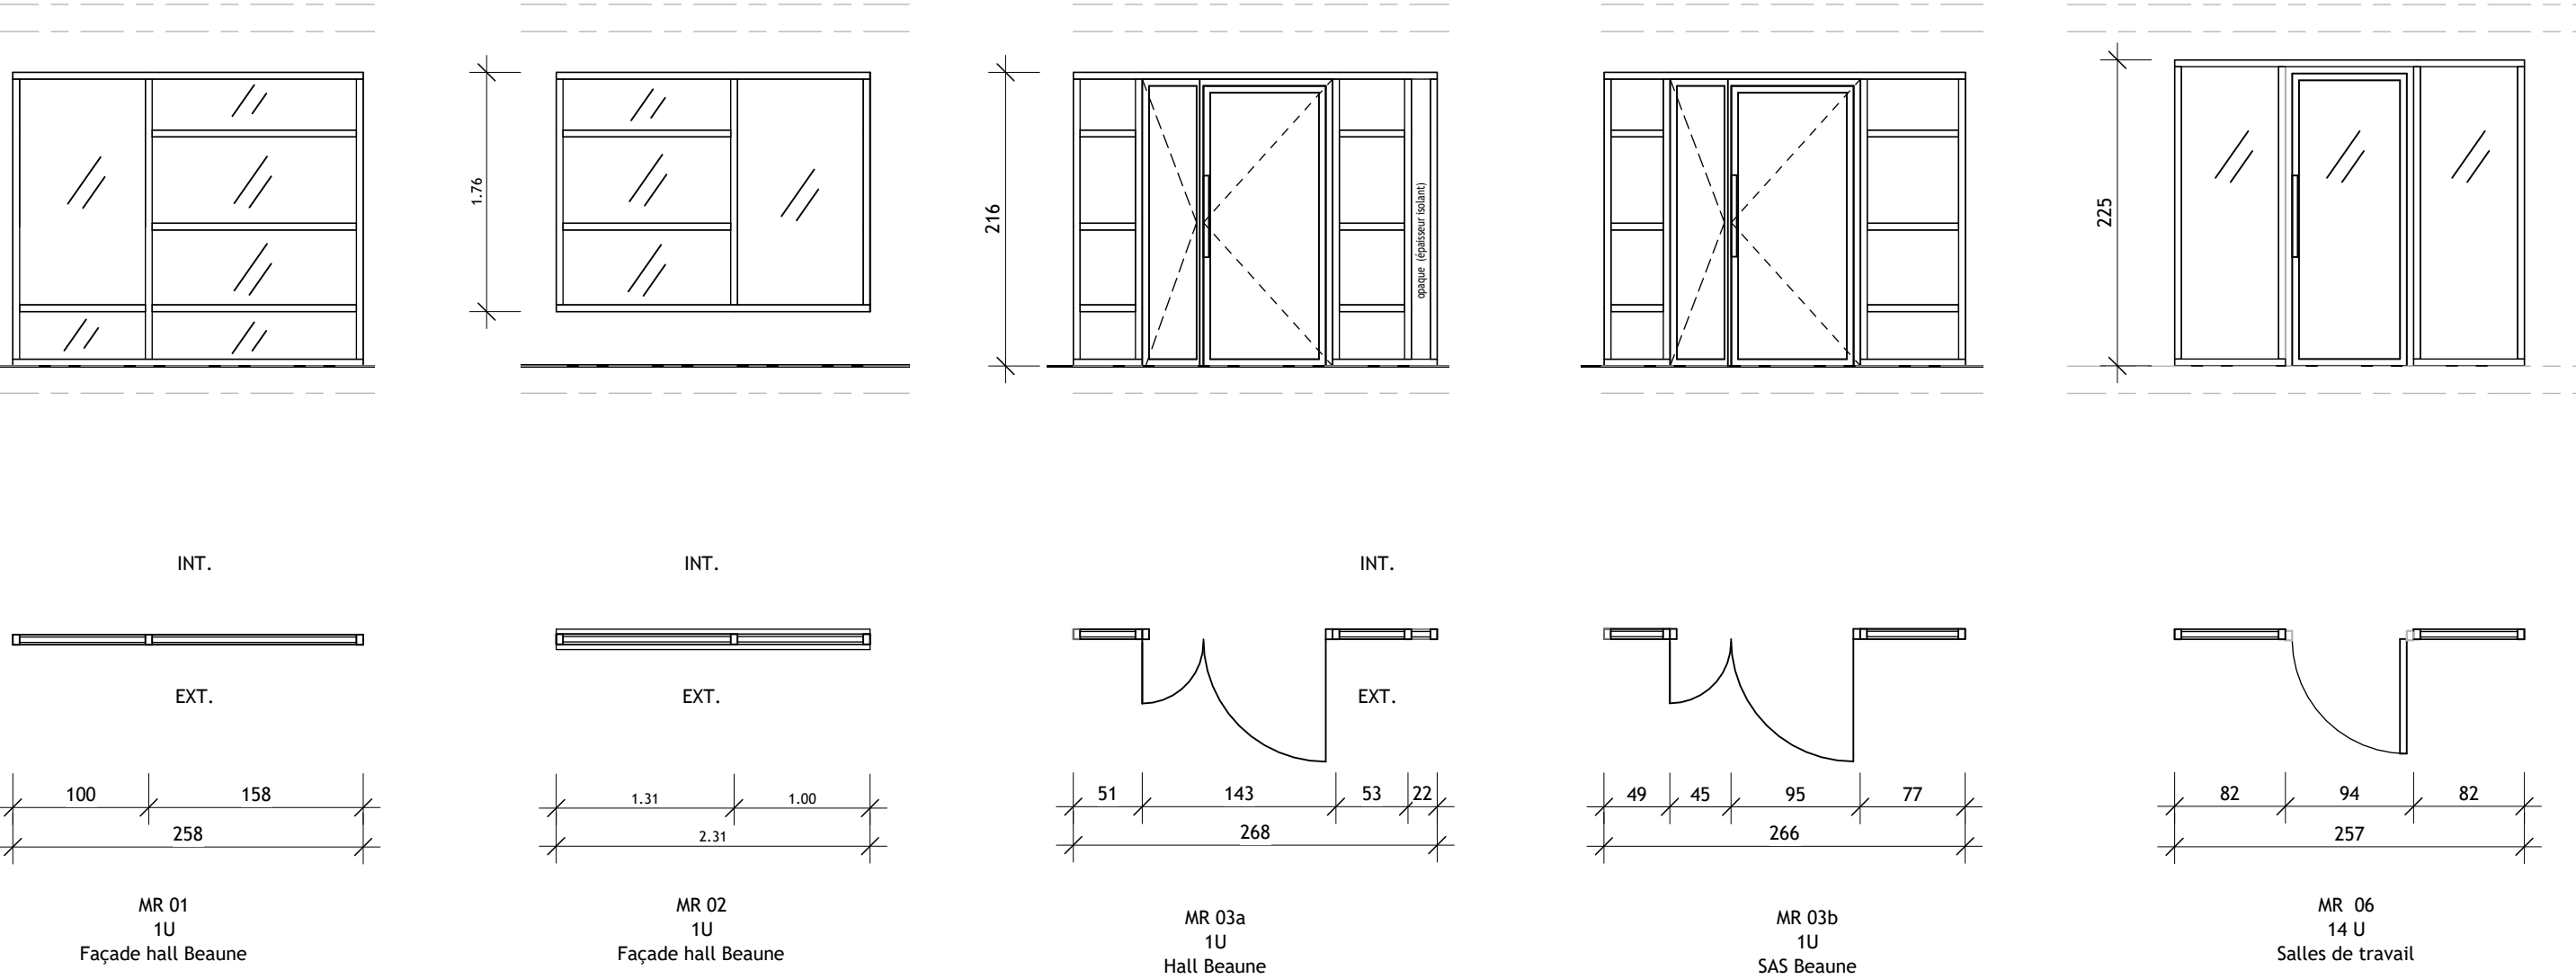 1.76
216
opaque (épaisseur isolant)
225
INT.
INT.
INT.
EXT.
EXT.
EXT.
100
158
258
1.31
1.00
2.31
51
143
53
22
268
49
45
95
77
266
82
94
82
257
MR 01
1U
Façade hall Beaune
MR 02
1U
Façade hall Beaune
MR 03a
1U
Hall Beaune
MR 03b
1U
SAS Beaune
MR 06
14 U
Salles de travail